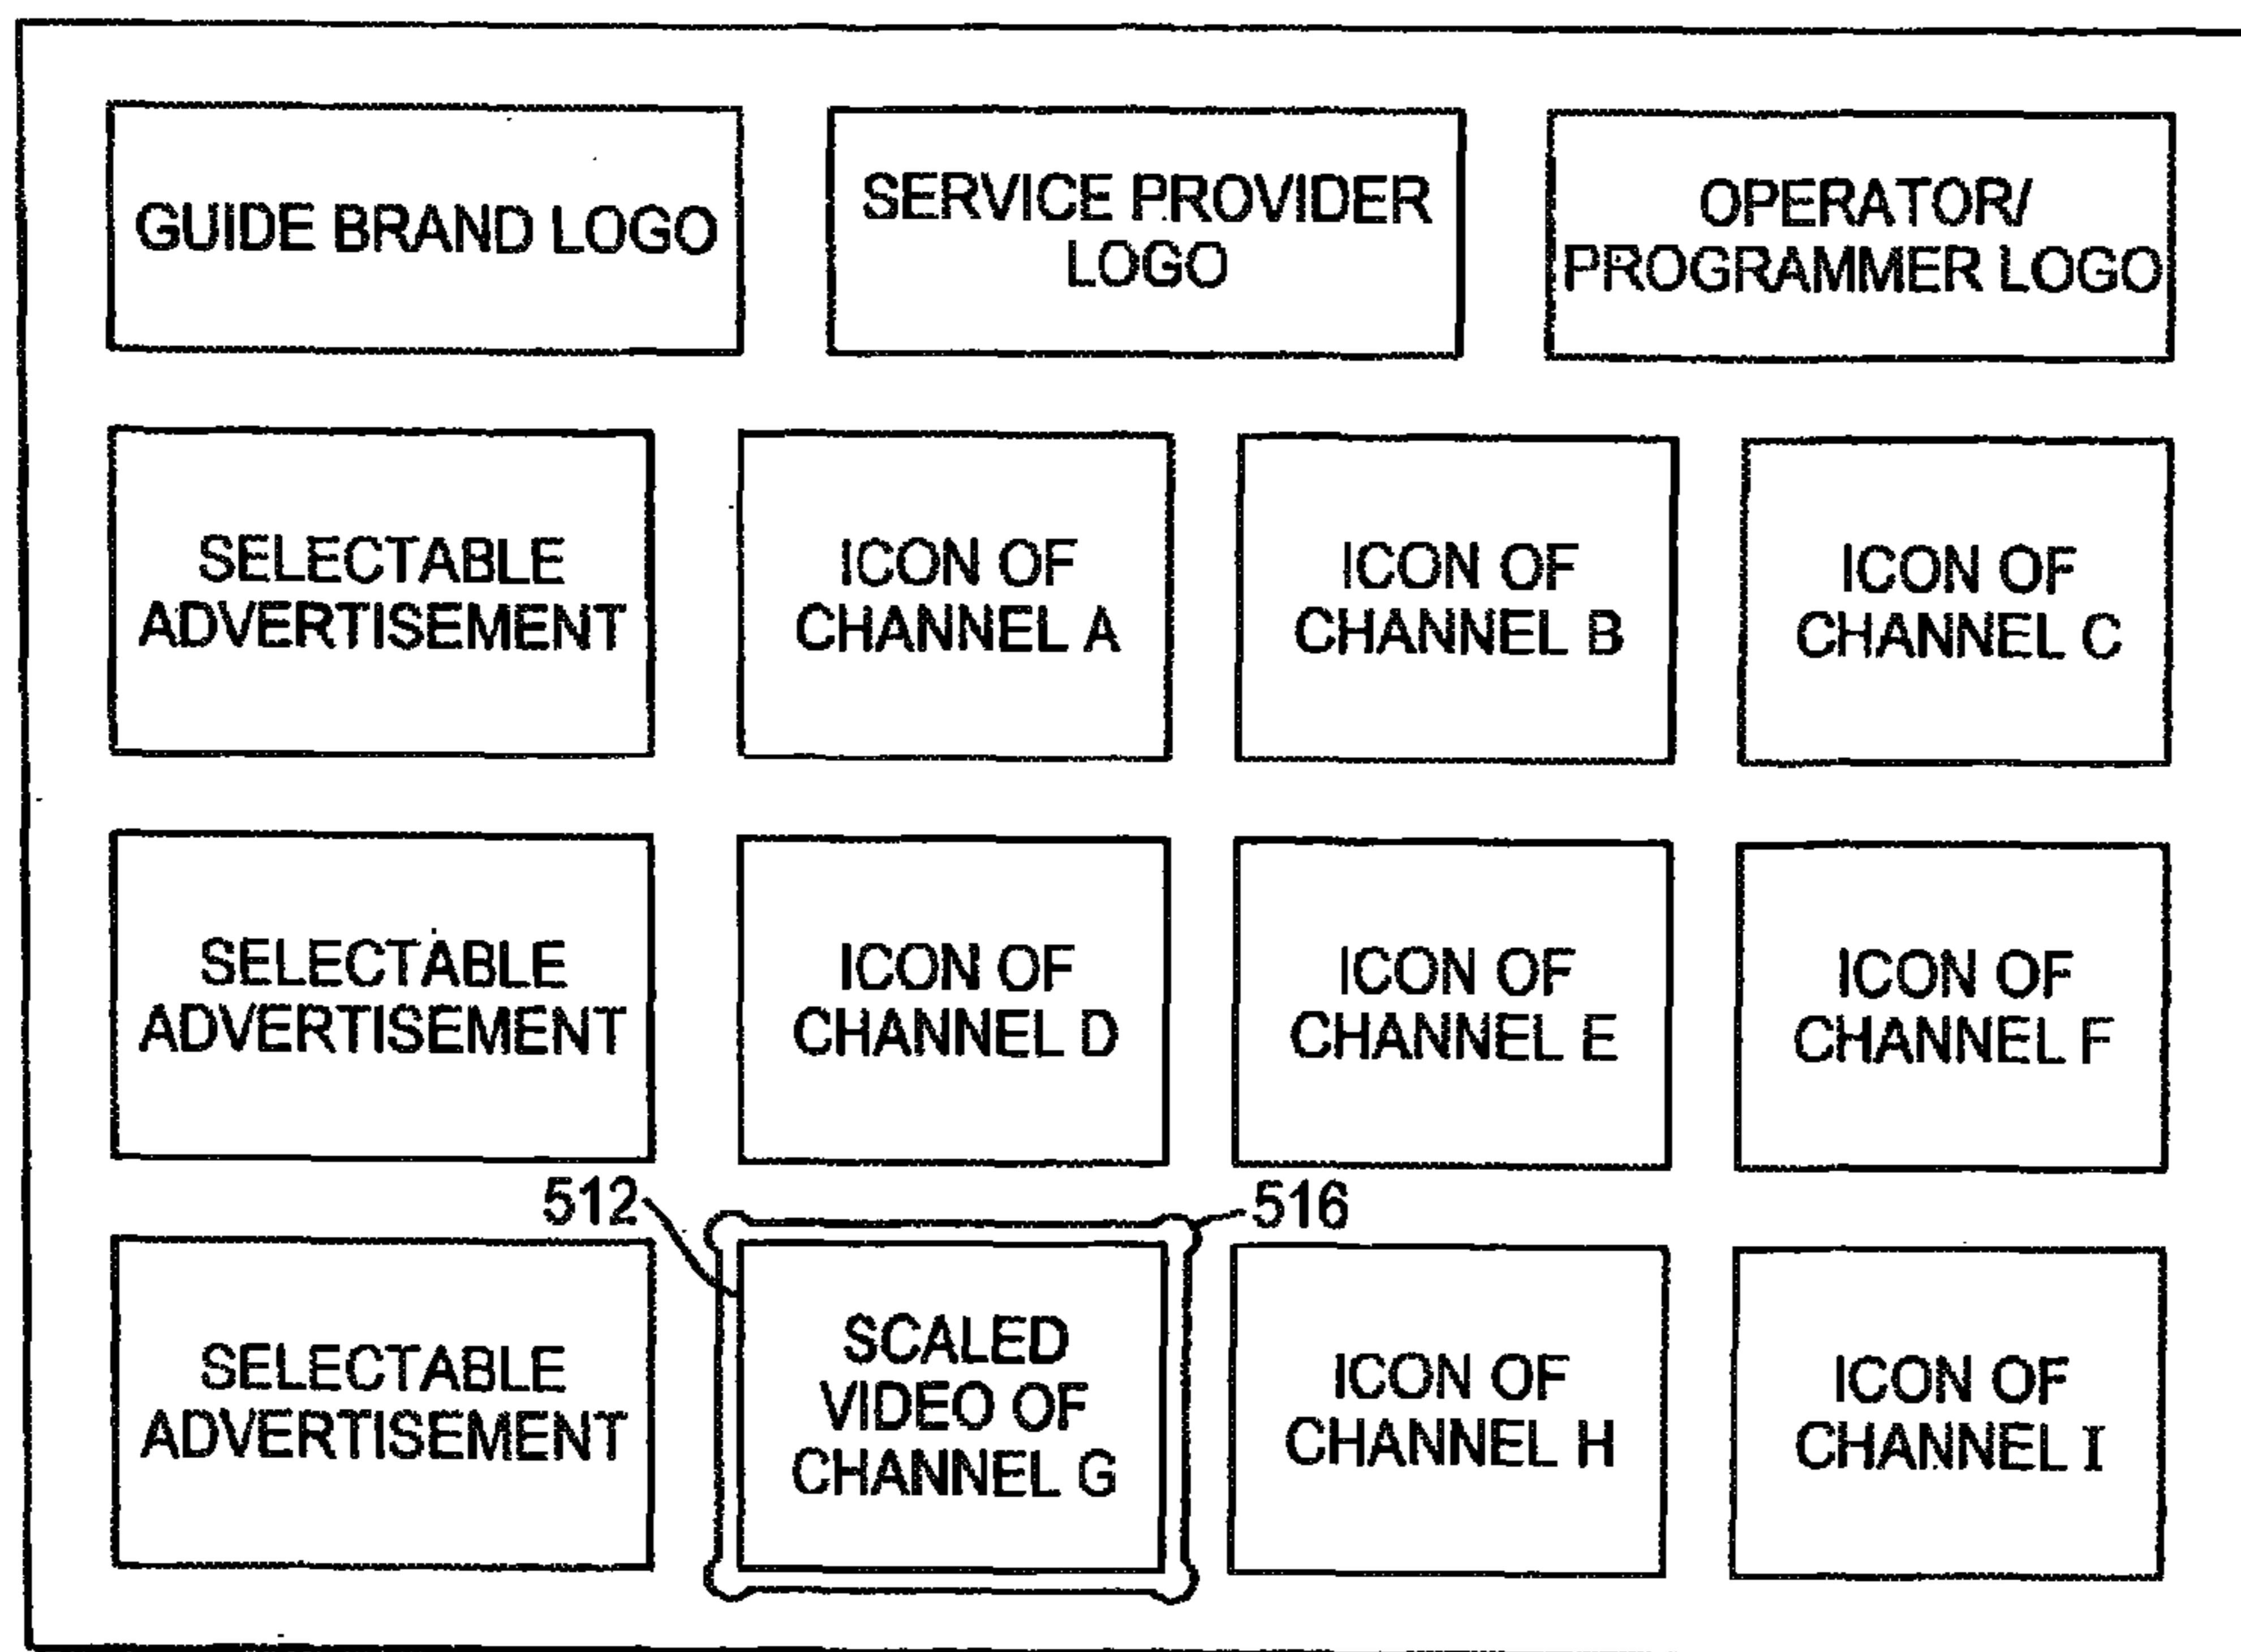 GUIDE BRAND LOGO
SERVICE PROVIDER
LOGO
OPERATOR/
PROGRAMMER LOGO
SELECTABLE
ADVERTISEMENT
ICON OF
CHANNEL A
ICON OF
CHANNEL B
ICON OF
CHANNEL C
SELECTABLE
ADVERTISEMENT
ICON OF
CHANNEL D
ICON OF
CHANNEL E
ICON OF
CHANNEL F
512
516
SELECTABLE
ADVERTISEMENT
SCALED
VIDEO OF
CHANNEL G
ICON OF
CHANNEL H
ICON OF
CHANNEL I